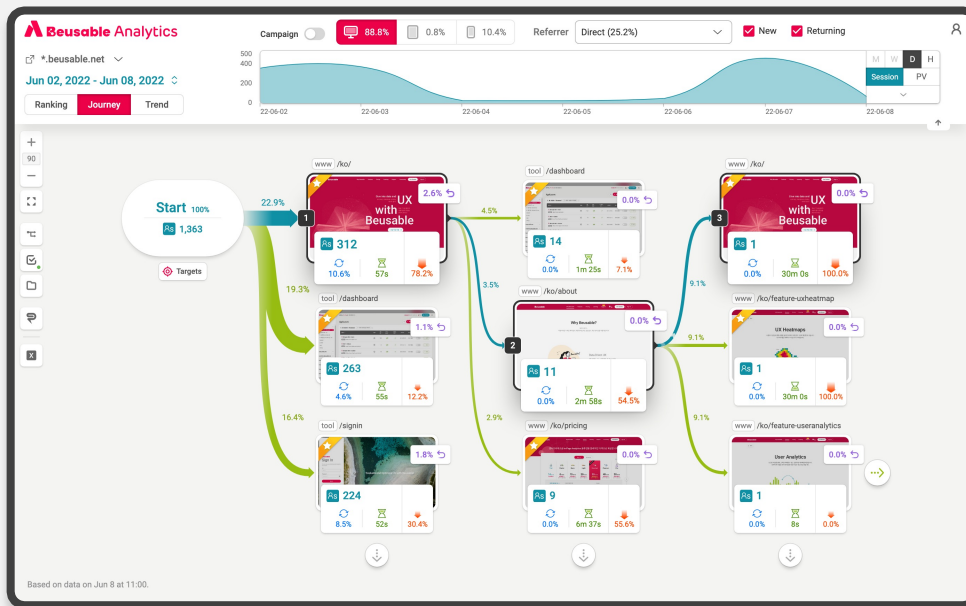 Beusable Analytics
Campaign
88.8%
0.8%
10.4%
Referrer
Direct (25.2%)
New
Returning
*.beusable.net
Jun 02, 2022 - Jun 08, 2022
Ranking
Journey
Trend
500
400
200
0
22-06-02
22-06-03
22-06-04
22-06-05
22-06-06
22-06-07
22-06-08
M
W
D
H
Session
PV
90
Start 100%
1,363
Targets
22.9%
19.3%
16.4%
www /ko/
UX
with
Beusable
2.6%
1
312
10.6%
57s
78.2%
tool /dashboard
1.1%
263
4.6%
55s
12.2%
tool /signin
1.8%
224
8.5%
52s
30.4%
4.5%
3.5%
2.9%
tool /dashboard
0.0%
14
0.0%
1m 25s
7.1%
www /ko/about
Why Beusable?
0.0%
2
11
0.0%
2m 58s
54.5%
www /ko/pricing
0.0%
9
0.0%
6m 37s
55.6%
9.1%
9.1%
9.1%
www /ko/
UX
with
Beusable
0.0%
3
1
0.0%
30m 0s
100.0%
www /ko/feature-uxheatmap
UX Heatmaps
0.0%
1
0.0%
30m 0s
100.0%
www /ko/feature-useranalytics
User Analytics
0.0%
1
0.0%
8s
0.0%
Based on data on Jun 8 at 11:00.